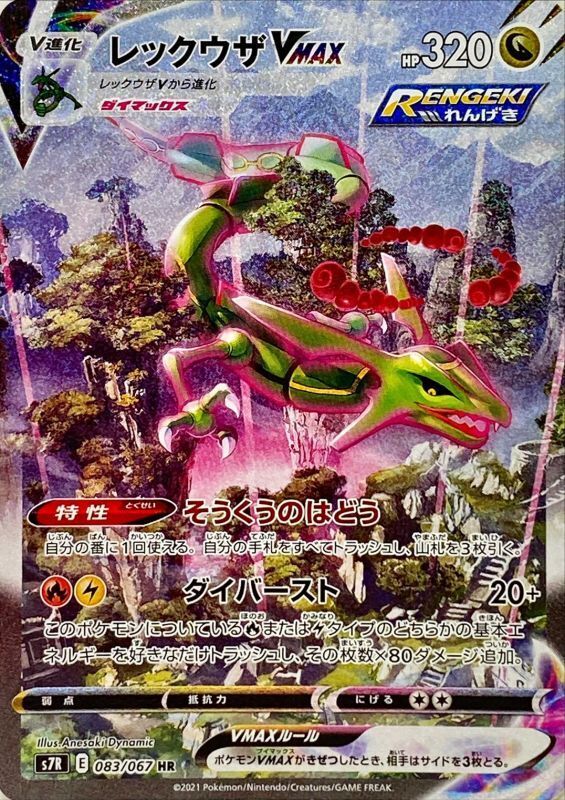 V進化
レックウザVMAX
HP320
レックウザVから進化
ダイマックス
RENGEKI
れんげき
特性 とくせい そうくうのはどう
自分の番に1回使える。自分の手札をすべてトラッシュし、山札を3枚引く。
ダイバースト 20+
このポケモンについているまたはタイプのどちらかの基本エ
ネルギーを好きなだけトラッシュし、その枚数×80ダメージ追加。
弱点 抵抗力 にげる
Illus.Anesaki Dynamic
VMAXルール
s7R E 083/067 HR
ポケモンVMAXがきぜつしたとき、相手はサイドを3枚とる。
©2021 Pokémon/Nintendo/Creatures/GAME FREAK.